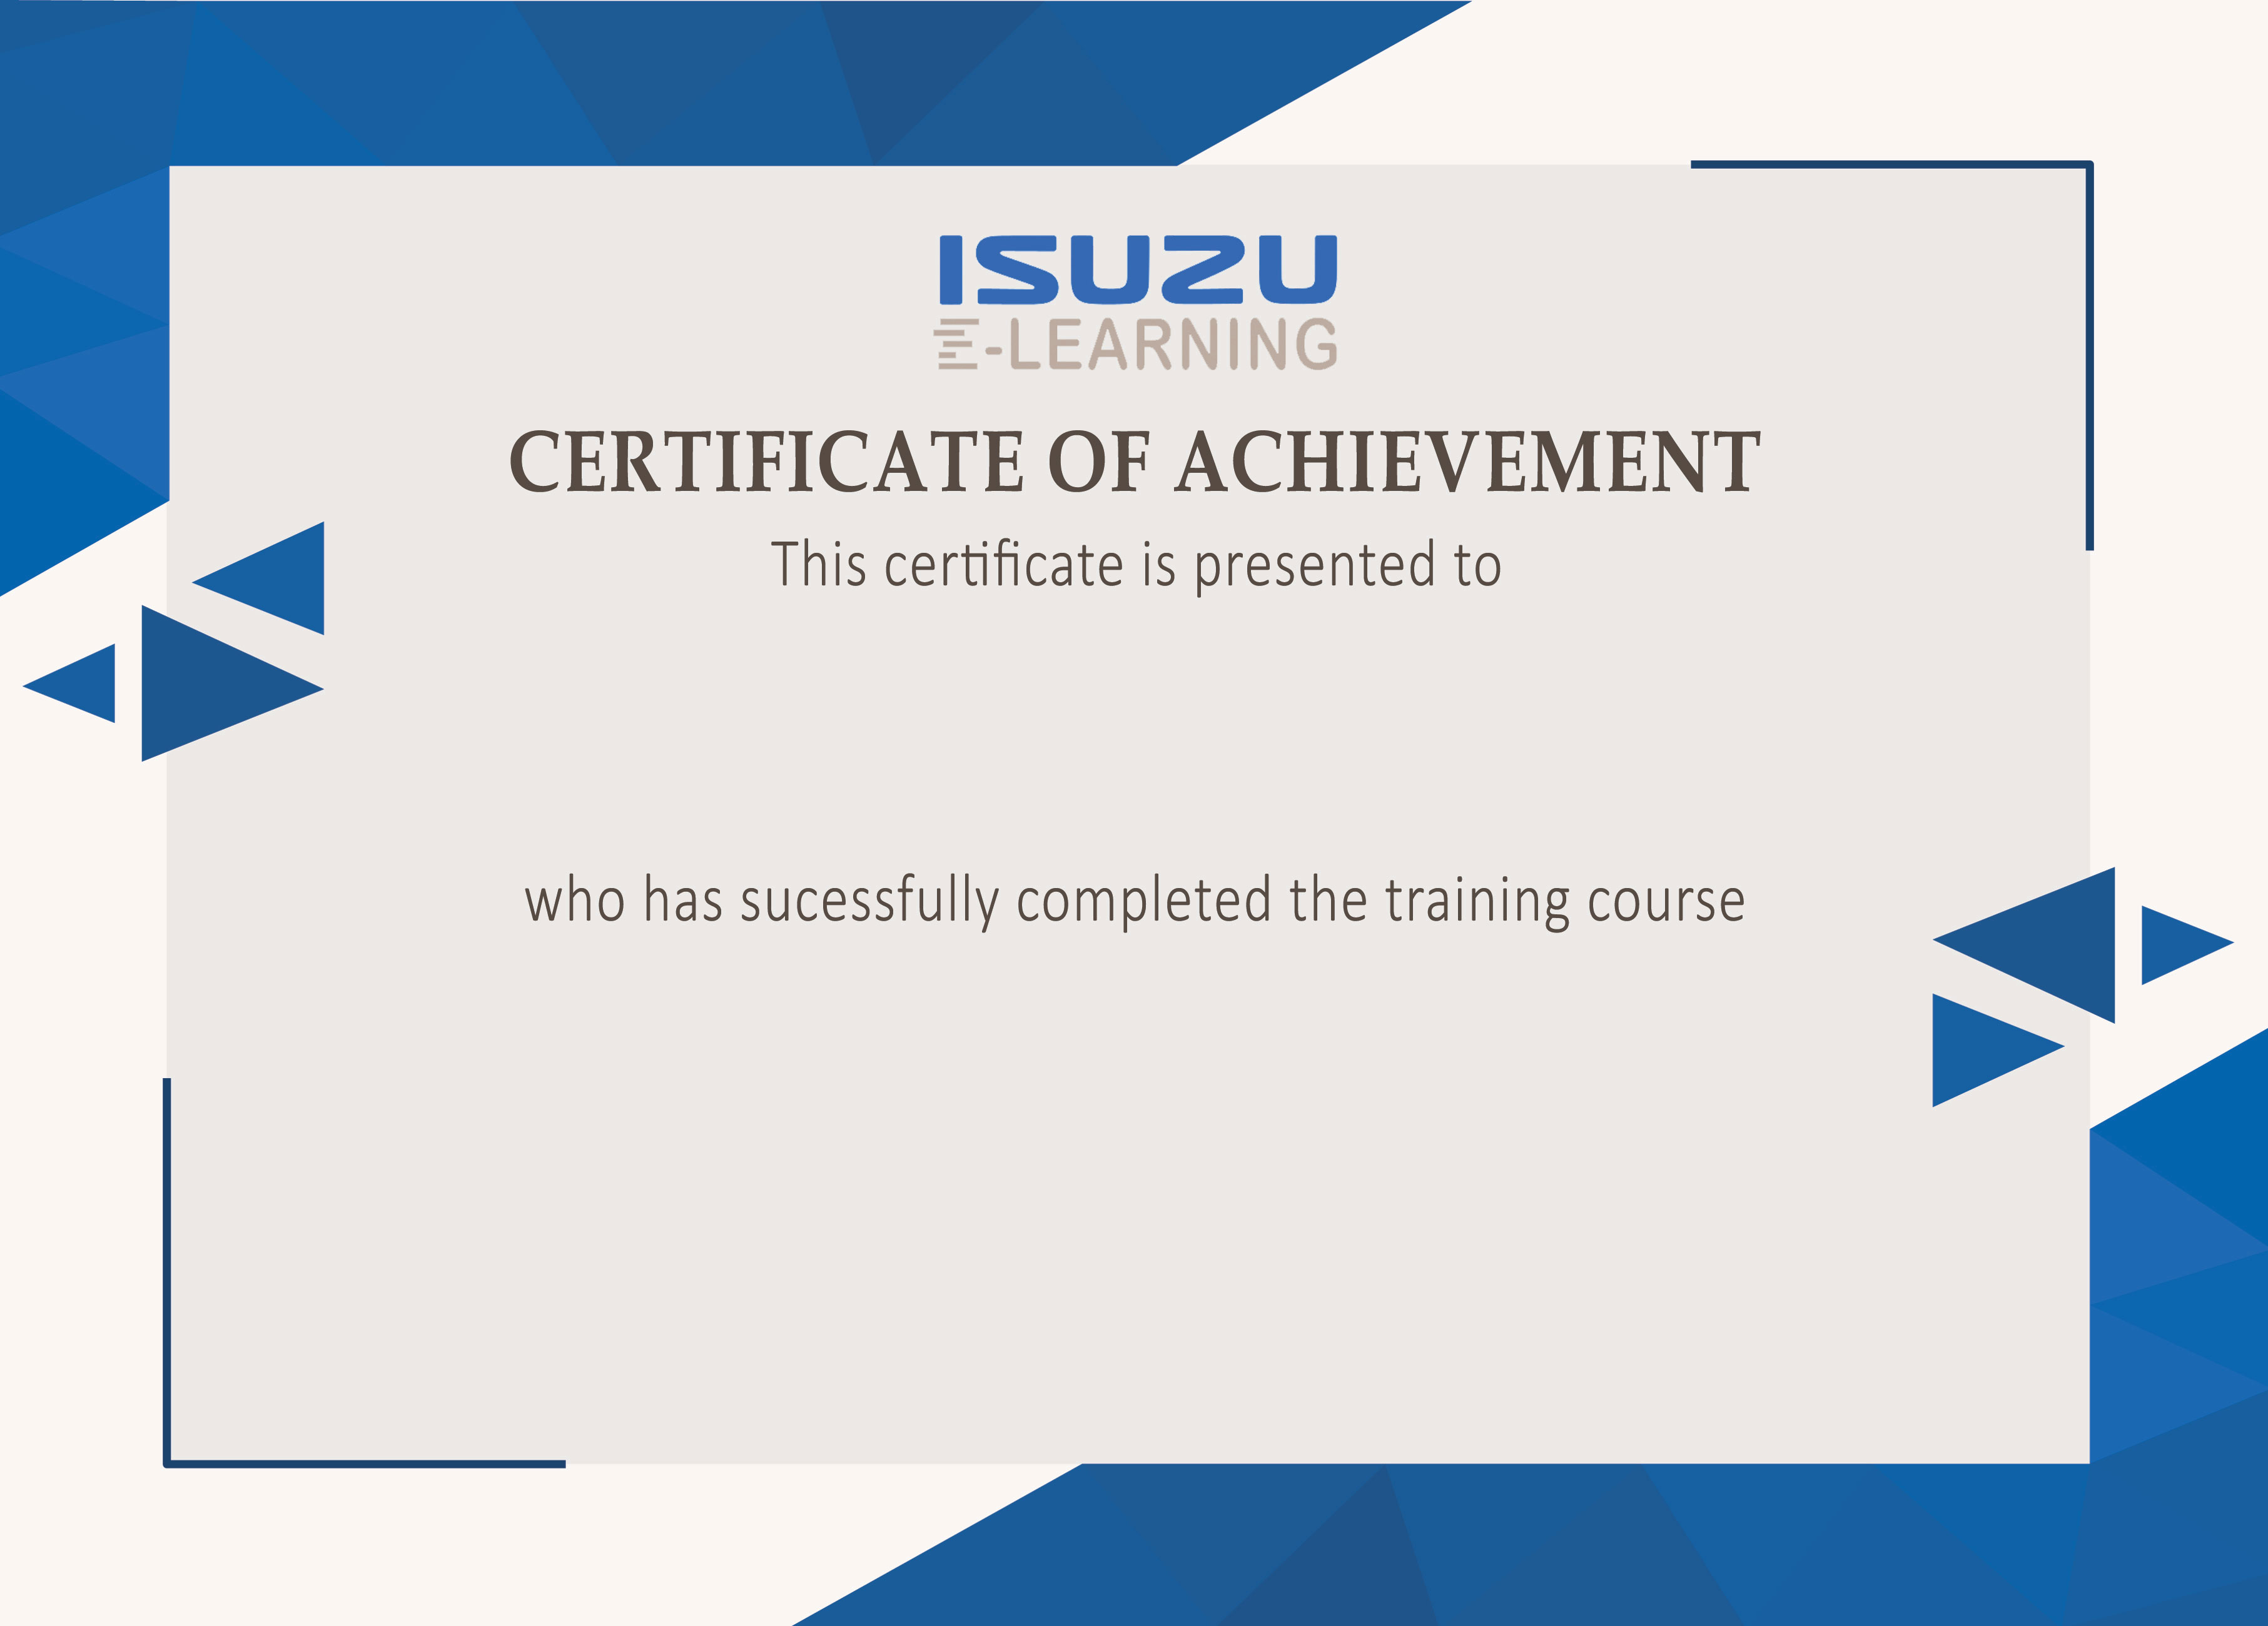 ISUZU
E-LEARNING
CERTIFICATE OF ACHIEVEMENT
This certificate is presented to
who has sucessfully completed the training course